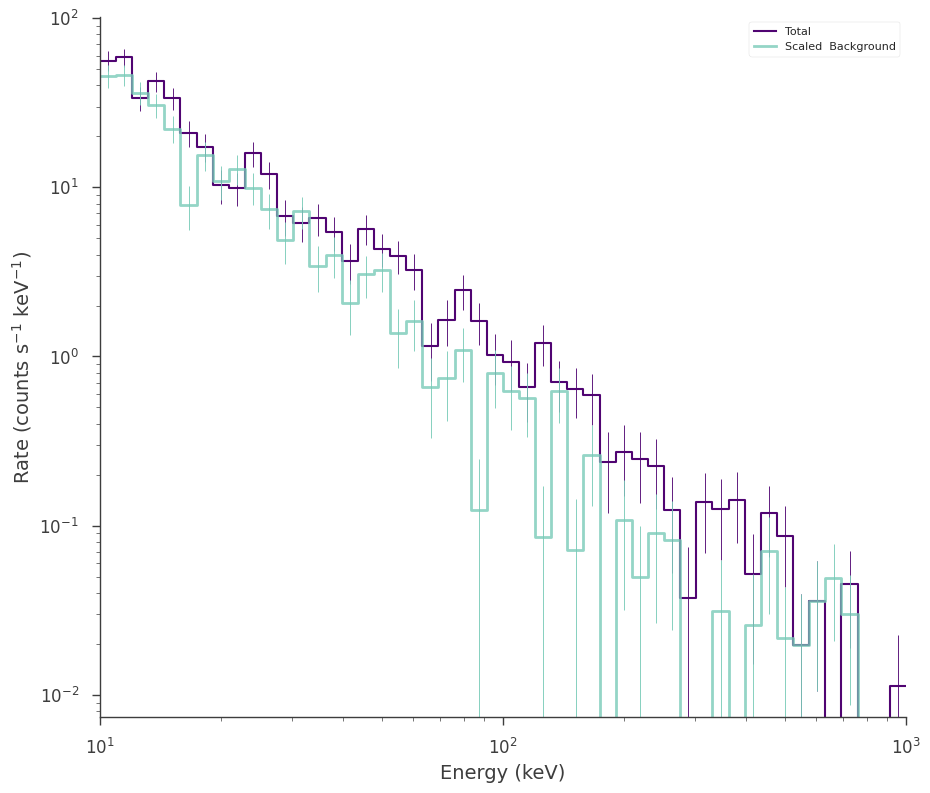 Total
Scaled  Background
10²
10¹
10⁰
10⁻¹
10⁻²
Rate (counts s⁻¹ keV⁻¹)
10¹
10²
10³
Energy (keV)